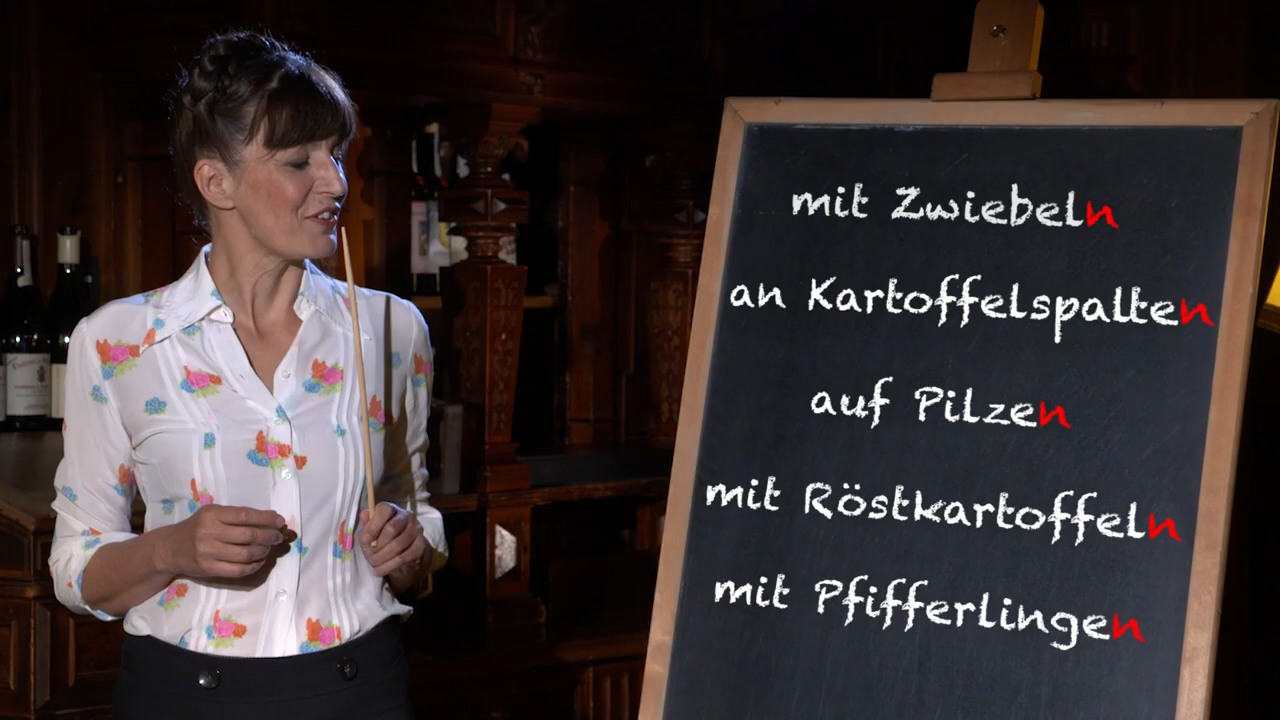 mit Zwiebeln
an Kartoffelspalten
auf Pilzen
mit Röstkartoffeln
mit Pfifferlingen